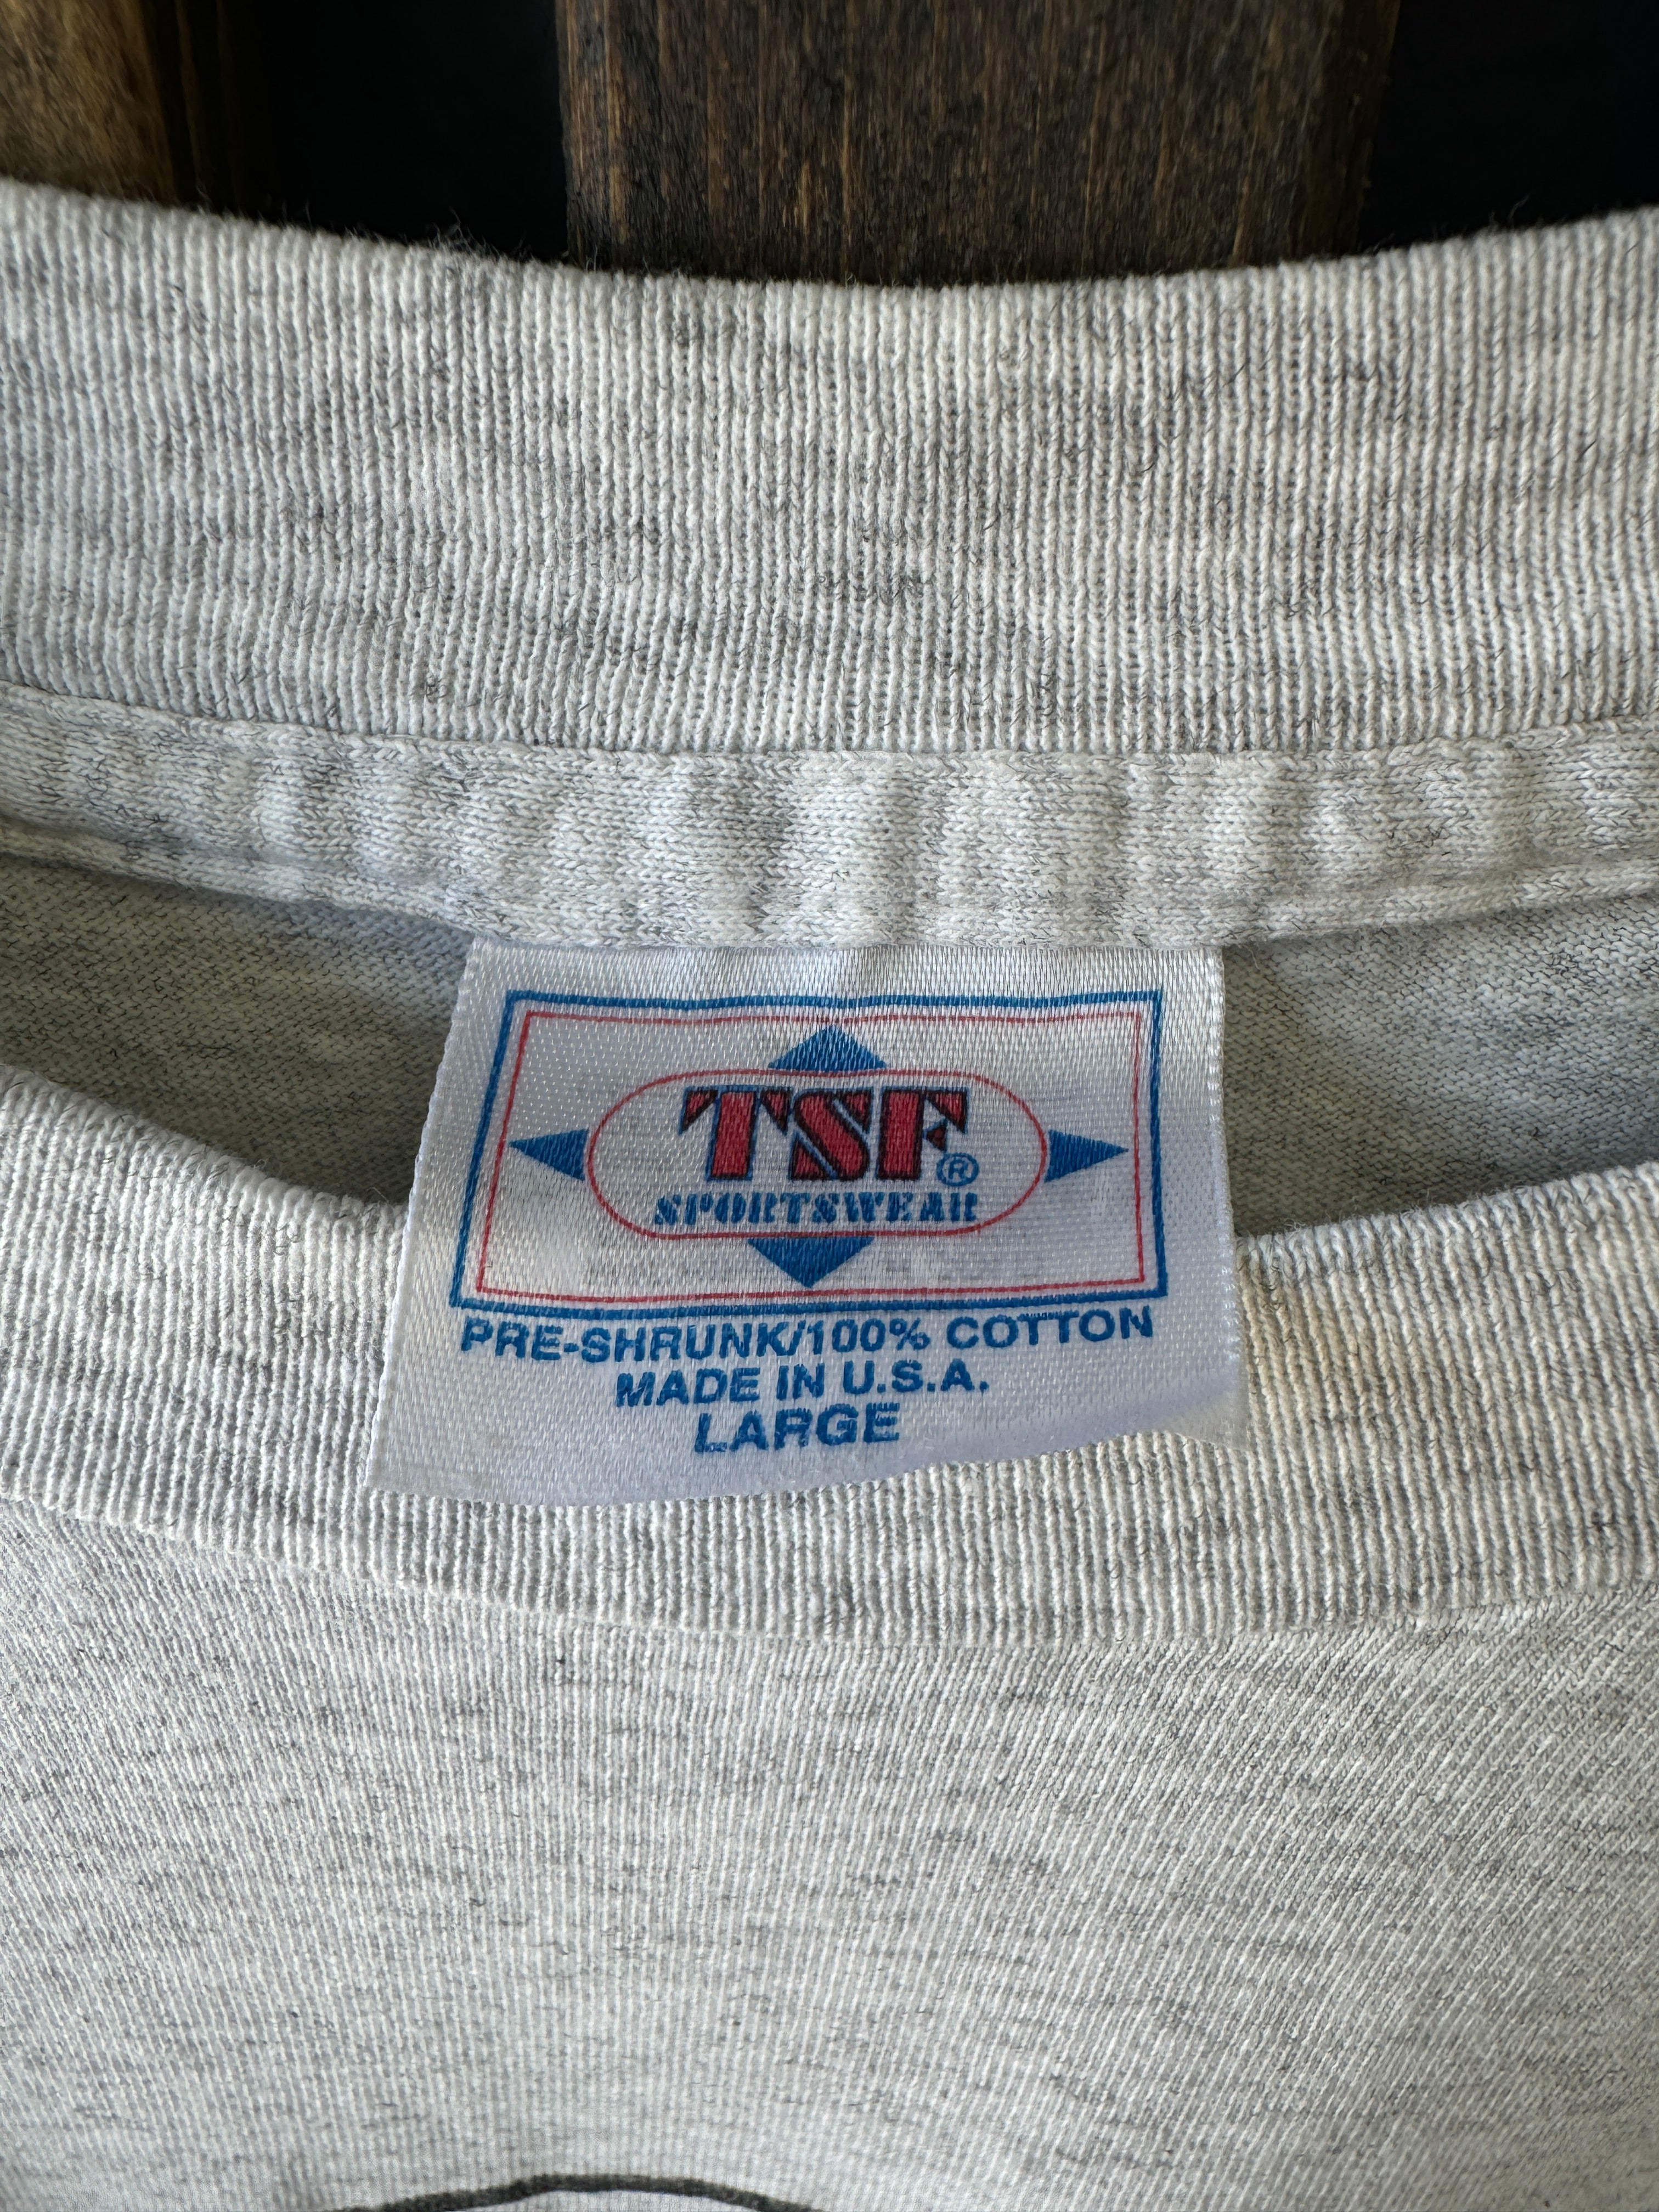 TSF®
SPORTSWEAR
PRE-SHRUNK/100% COTTON
MADE IN U.S.A.
LARGE